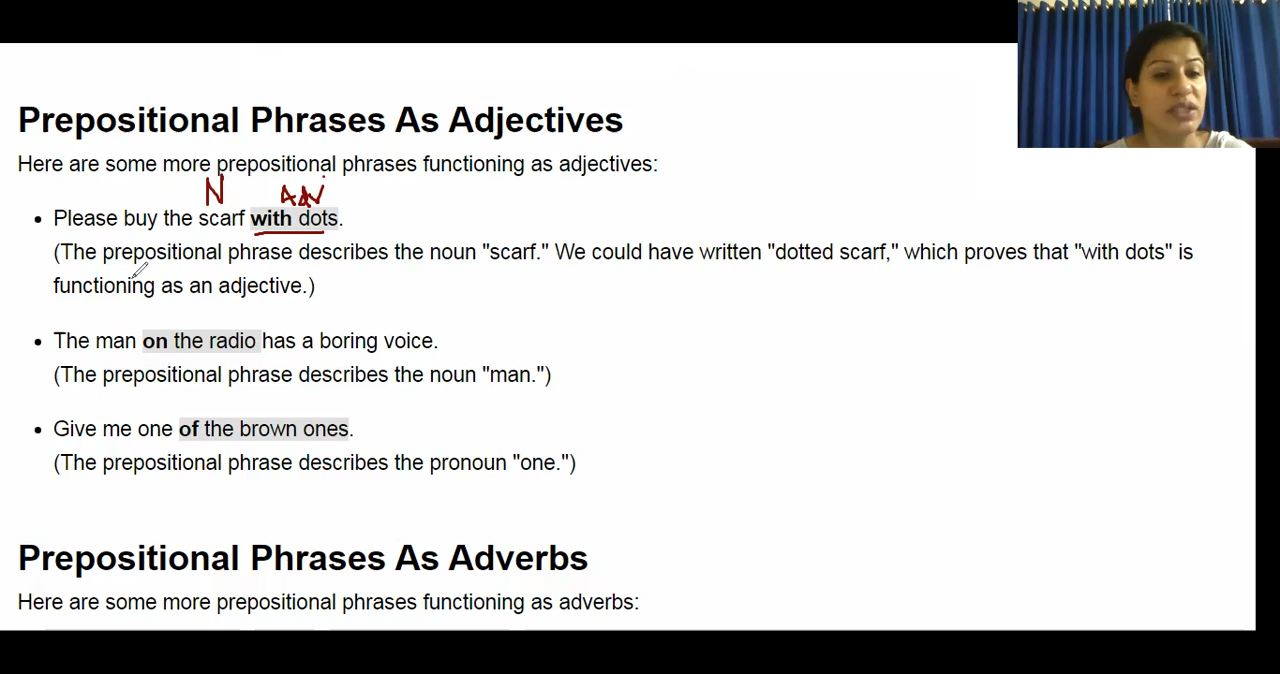 Prepositional Phrases As Adjectives
Here are some more prepositional phrases functioning as adjectives:
N Adv
• Please buy the scarf with dots.
(The prepositional phrase describes the noun "scarf." We could have written "dotted scarf," which proves that "with dots" is
functioning as an adjective.)
• The man on the radio has a boring voice.
(The prepositional phrase describes the noun "man.")
• Give me one of the brown ones.
(The prepositional phrase describes the pronoun "one.")
Prepositional Phrases As Adverbs
Here are some more prepositional phrases functioning as adverbs: